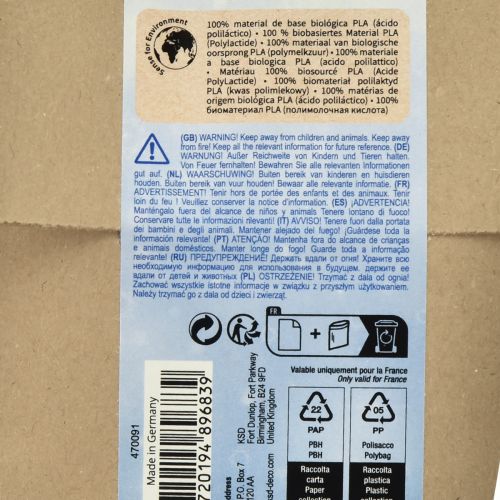 Sense for Environment
100% material de base biológica PLA (ácido
poliláctico) • 100 % biobasiertes Material PLA
(Polylactide) • 100% materiaal van biologische
oorsprong PLA (polymelkzuur) • 100% materiale
a base biologica PLA (acido polilattico)
• Matériau 100% biosourcé PLA (Acide
PolyLactide) • 100% biomateriał polilaktyd
PLA (kwas polimlekowy) • 100% matérias de
origem biológica PLA (ácido poliláctico) • 100%
биоматериал PLA (полимолочная кислота)
(GB) WARNING! Keep away from children and animals. Keep away
from fire! Keep all the relevant information for future reference. (DE)
WARNUNG! Außer Reichweite von Kindern und Tieren halten.
Von Feuer fernhalten! Bewahren Sie alle relevanten Informationen
gut auf. (NL) WAARSCHUWING! Buiten bereik van kinderen en huisdieren
houden. Buiten bereik van vuur houden! Bewaar alle relevante informatie. (FR)
AVERTISSEMENT! Tenir hors de portée des enfants et des animaux. Tenir
loin du feu ! Veuillez conserver la notice d'information. (ES) ¡ADVERTENCIA!
Manténgalo fuera del alcance de niños y animales Tenere lontano di fuoco!
Conservare tutte le informazioni rilevanti! (IT) AVVISO! Tenere fuori dalla portata
dei bambini e degli animali. Mantener alejado del fuego! ¡Guárdese toda la
información relevante! (PT) ATENÇÃO! Mantenha fora do alcance de crianças
e animais domésticos. Manter longe do fogo! Guarde toda a informação
relevante! (RU) ПРЕДУПРЕЖДЕНИЕ! Держать вдали от огня! Хранить всю
необходимую информацию для использования в будущем. держать вдали
от детей и животных! (PL) OSTRZEŻENIE! Trzymać z dala od ognia!
Zachować wszystkie istotne informacje w związku z przyszłym użytkowaniem.
Należy trzymać go z dala od dzieci i zwierząt.
FR
+
Valable uniquement pour la France
Only valid for France
470091
Made in Germany
720194 896839
address
P.O. Box 7
KSD
Fort Dunlop, Fort Parkway
Birmingham, B24 9FD
United Kingdom
22
PAP
PBH
PBH
Raccolta
carta
Paper
collection
05
PP
Polisacco
Polybag
Raccolta
plastica
Plastic
collection